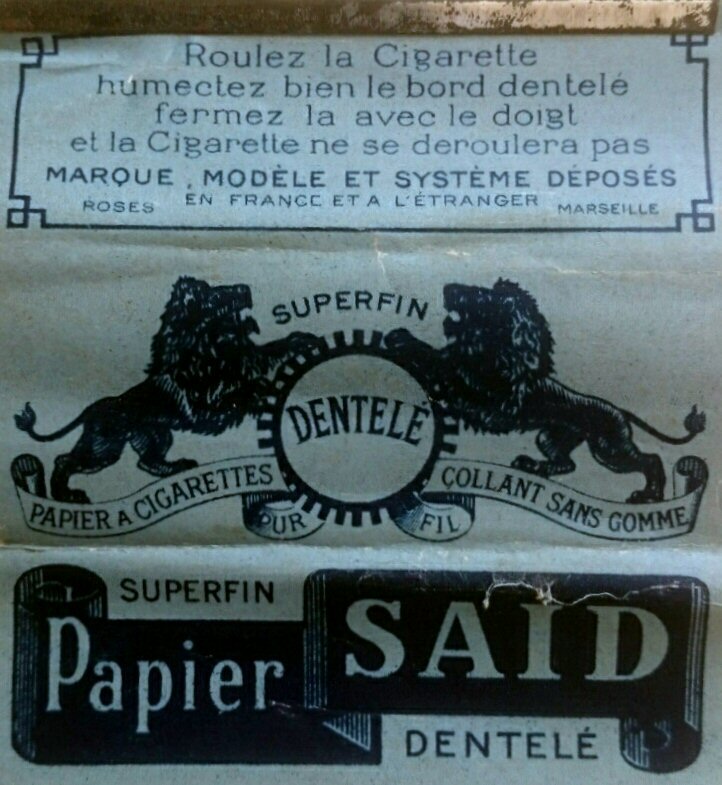 Roulez la Cigarette
humectez bien le bord dentelé
fermez la avec le doigt
et la Cigarette ne se deroulera pas
MARQUE, MODÈLE ET SYSTÈME DÉPOSÉS
ROSES EN FRANCE ET A L'ÉTRANGER MARSEILLE
SUPERFIN
DENTELÉ
PAPIER A CIGARETTES COLLANT SANS GOMME
PUR FIL
SUPERFIN
Papier SAID
DENTELÉ